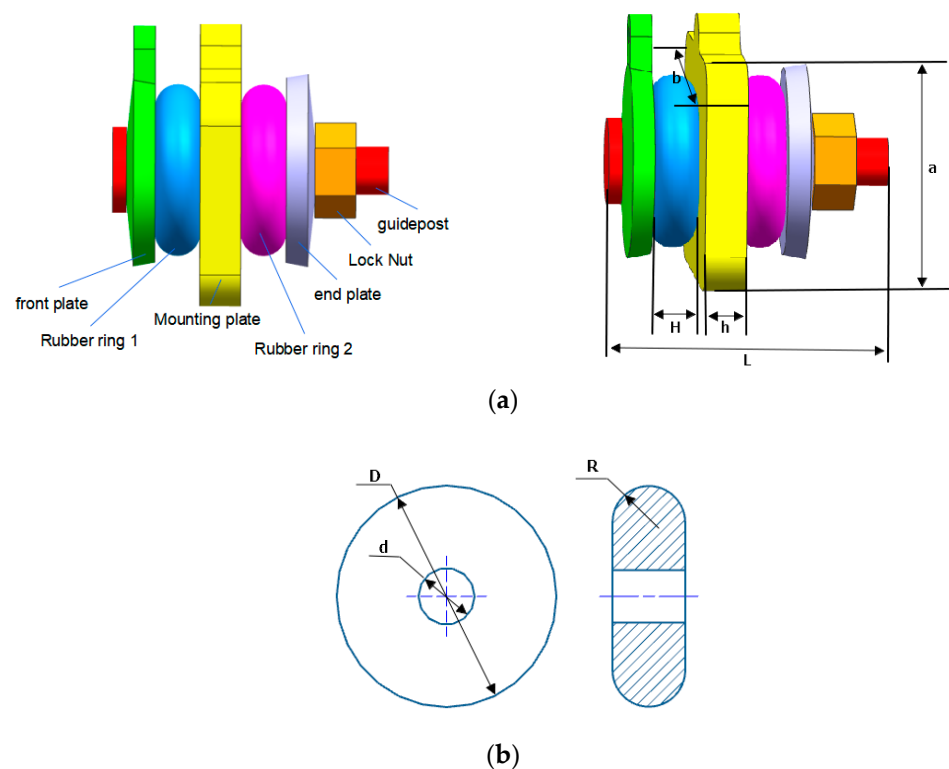 guidepost
Lock Nut
end plate
front plate
Mounting plate
Rubber ring 1
Rubber ring 2
b
a
H
h
L
(a)
D
d
R
(b)